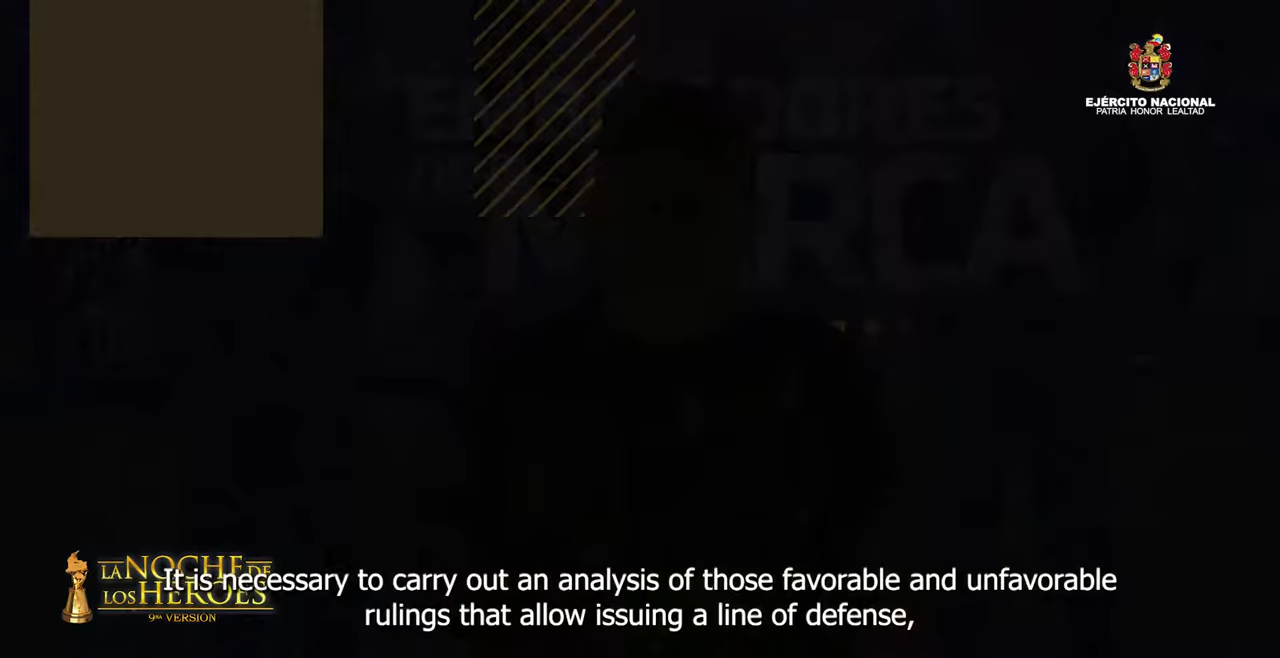 EJÉRCITO NACIONAL
PATRIA HONOR LEALTAD
RCA
LA NOCHE DE
LOS HÉROES
9NA VERSION
It is necessary to carry out an analysis of those favorable and unfavorable
rulings that allow issuing a line of defense,